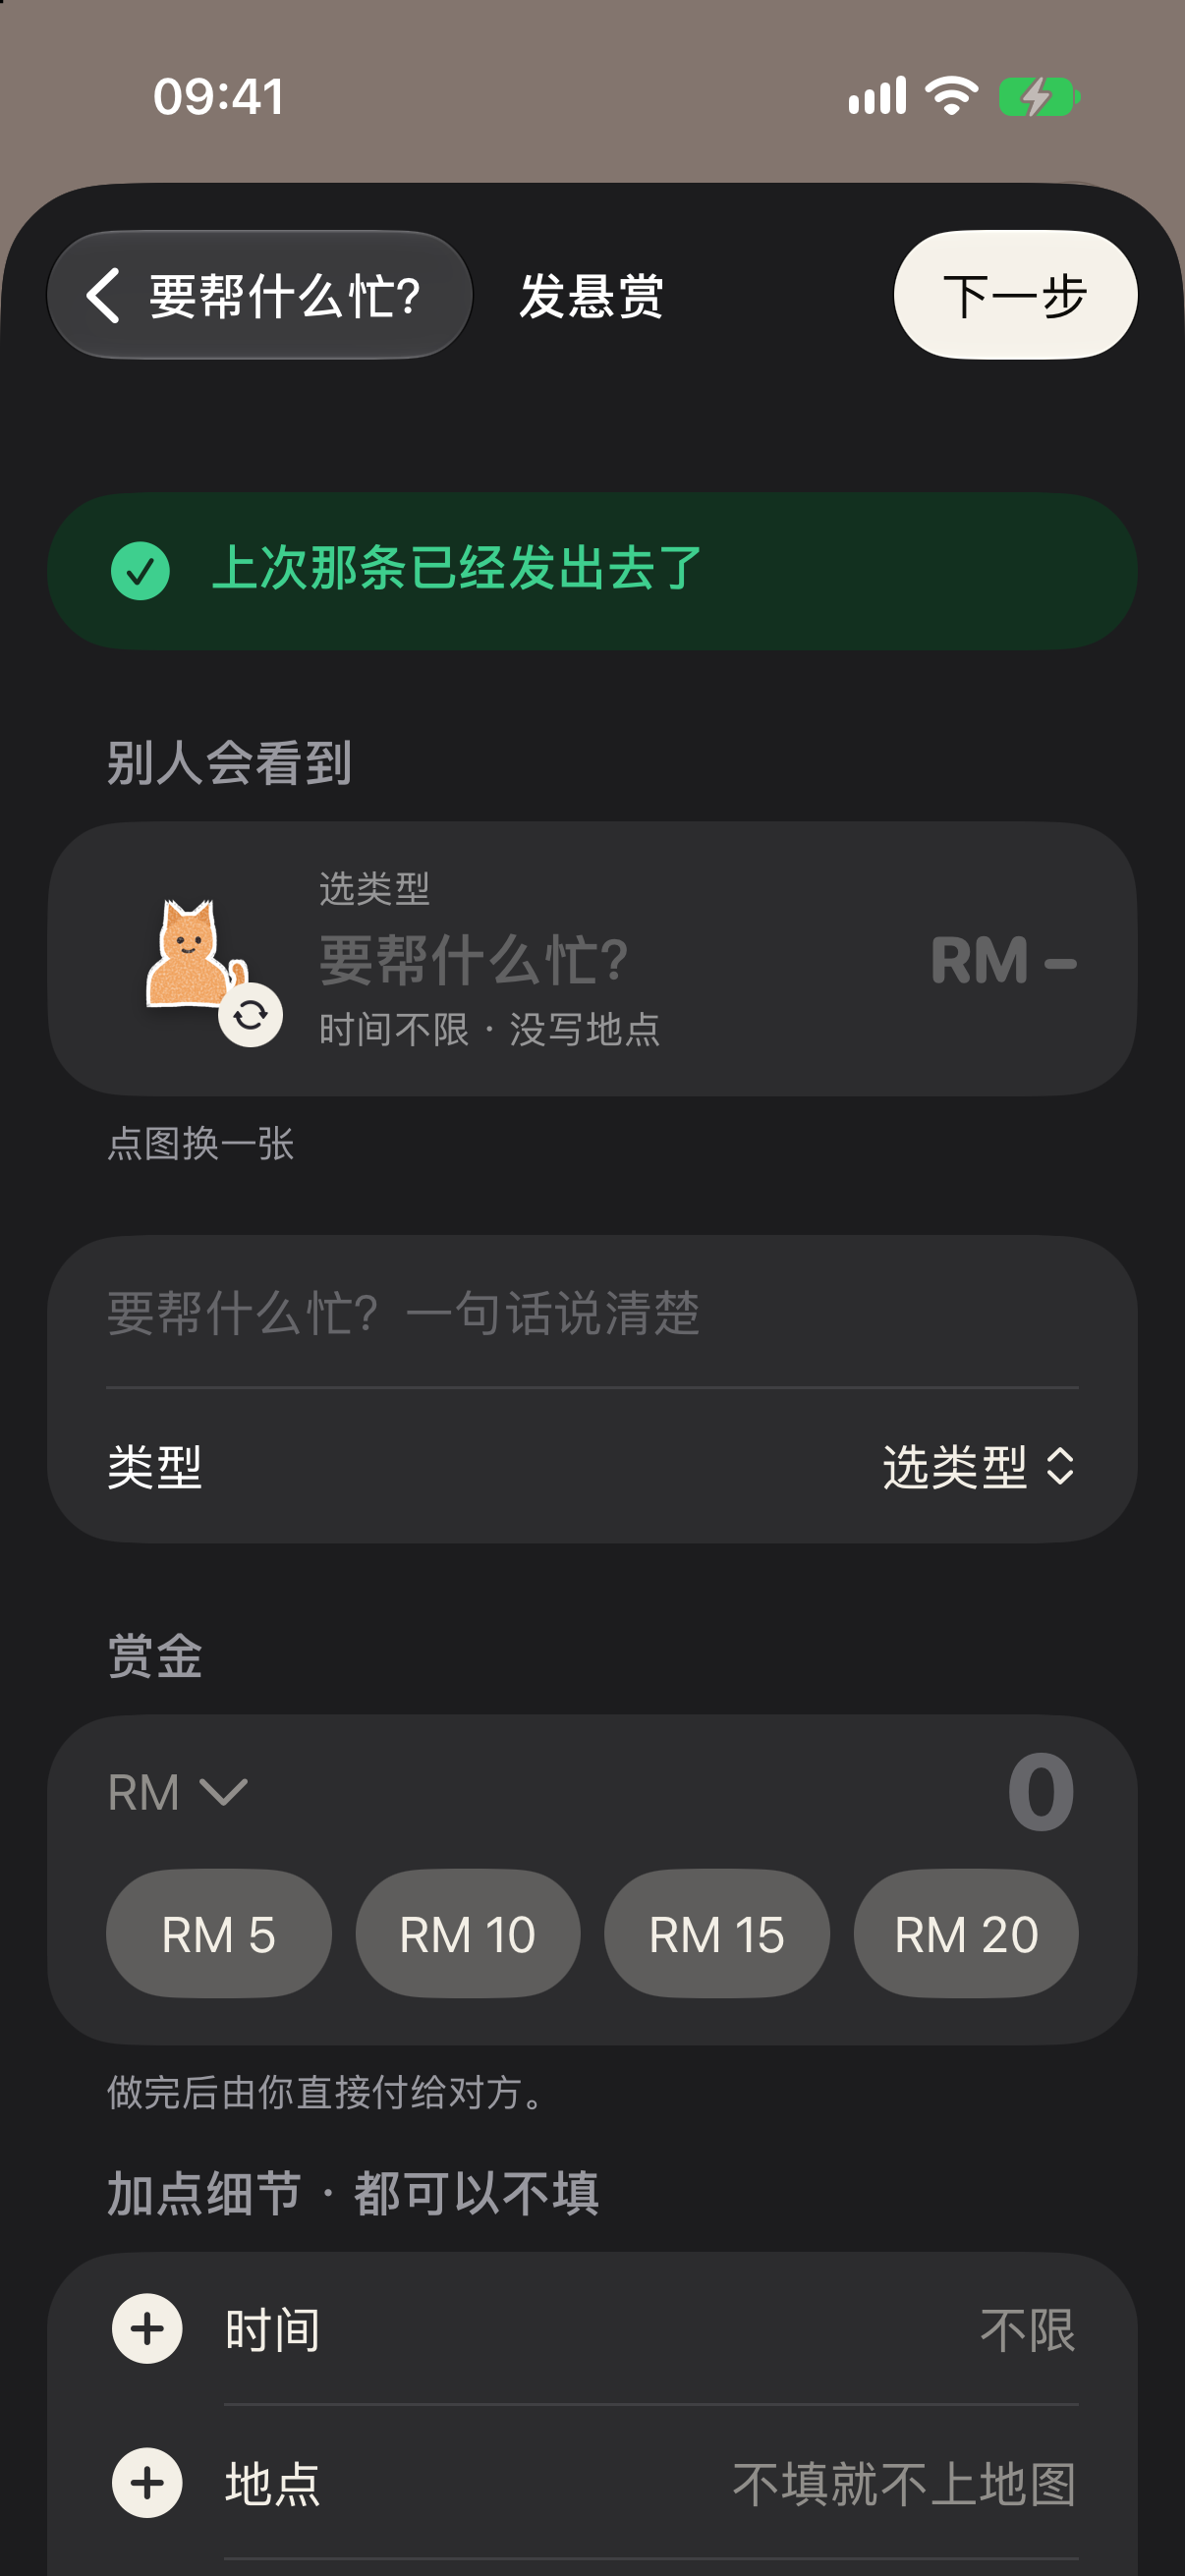 09:41
要帮什么忙?
发悬赏
下一步
上次那条已经发出去了
别人会看到
选类型
要帮什么忙?
RM –
时间不限 · 没写地点
点图换一张
要帮什么忙？一句话说清楚
类型
选类型
赏金
RM
0
RM 5
RM 10
RM 15
RM 20
做完后由你直接付给对方。
加点细节 · 都可以不填
时间
不限
地点
不填就不上地图